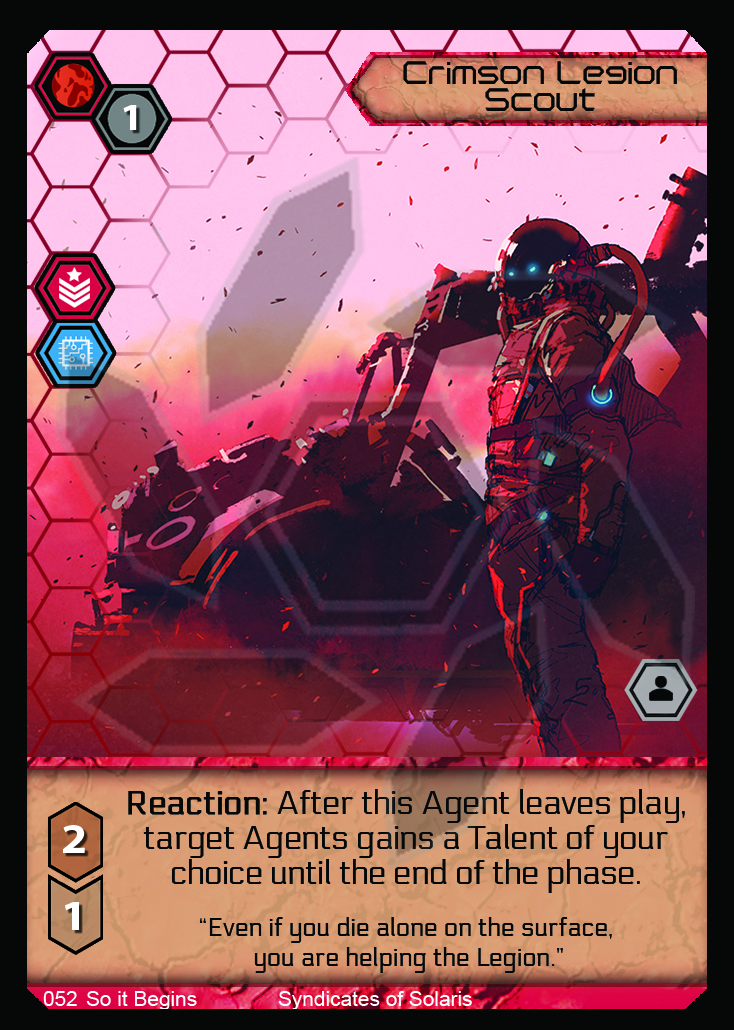 Crimson Legion
Scout
1
2
1
Reaction: After this Agent leaves play,
target Agents gains a Talent of your
choice until the end of the phase.
“Even if you die alone on the surface,
you are helping the Legion.”
052 So it Begins Syndicates of Solaris